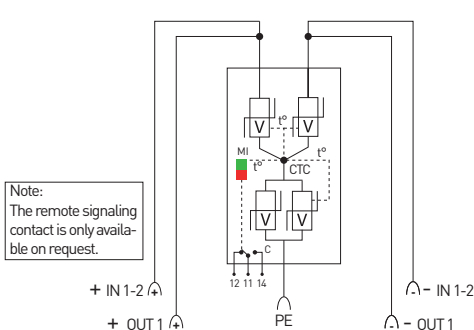 V
V
t°
MI
t°
t°
CTC
Note:
The remote signaling
contact is only availa-
ble on request.
V
V
C
12 11 14
+ IN 1-2 +
- - IN 1-2
+ OUT 1 +
PE
- - OUT 1